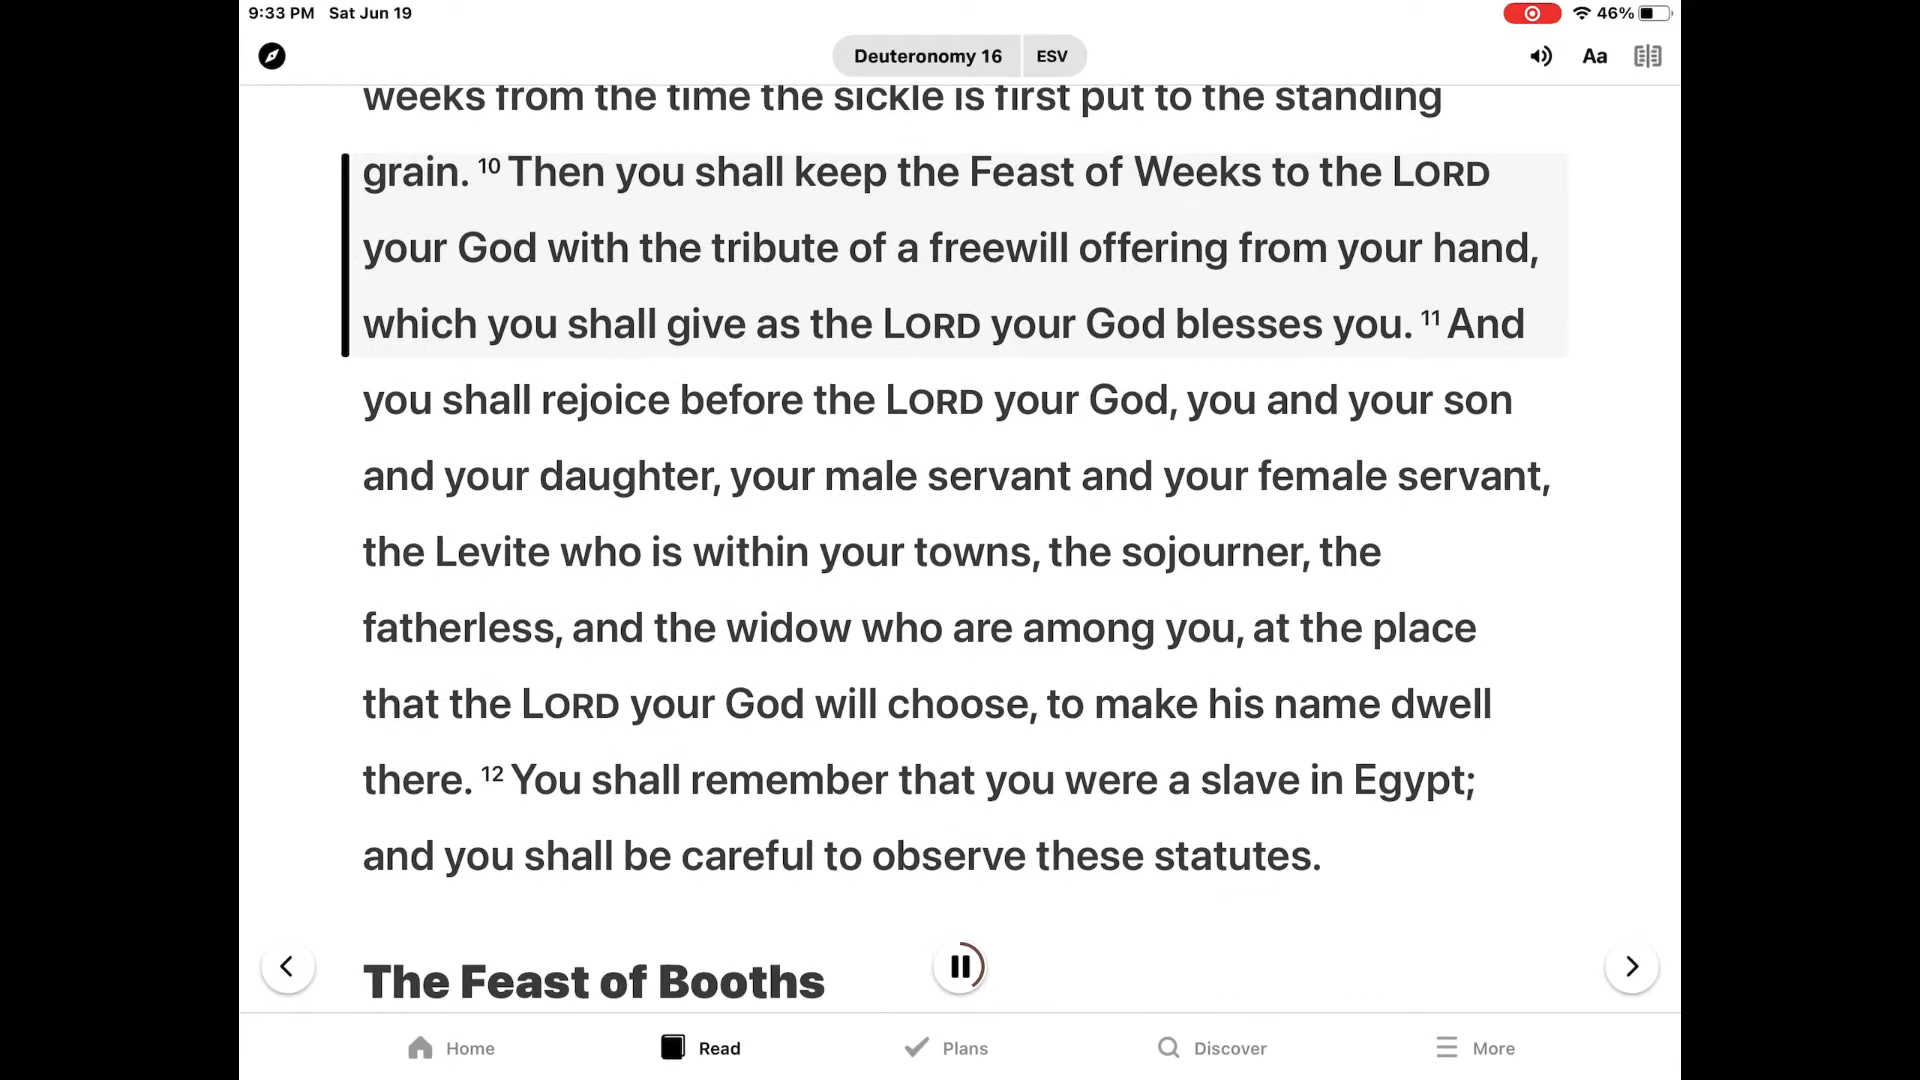 9:33 PM Sat Jun 19 46%
Deuteronomy 16 ESV Aa
weeks from the time the sickle is first put to the standing
grain. 10 Then you shall keep the Feast of Weeks to the LORD
your God with the tribute of a freewill offering from your hand,
which you shall give as the LORD your God blesses you. 11 And
you shall rejoice before the LORD your God, you and your son
and your daughter, your male servant and your female servant,
the Levite who is within your towns, the sojourner, the
fatherless, and the widow who are among you, at the place
that the LORD your God will choose, to make his name dwell
there. 12 You shall remember that you were a slave in Egypt;
and you shall be careful to observe these statutes.
The Feast of Booths
Home Read Plans Discover More